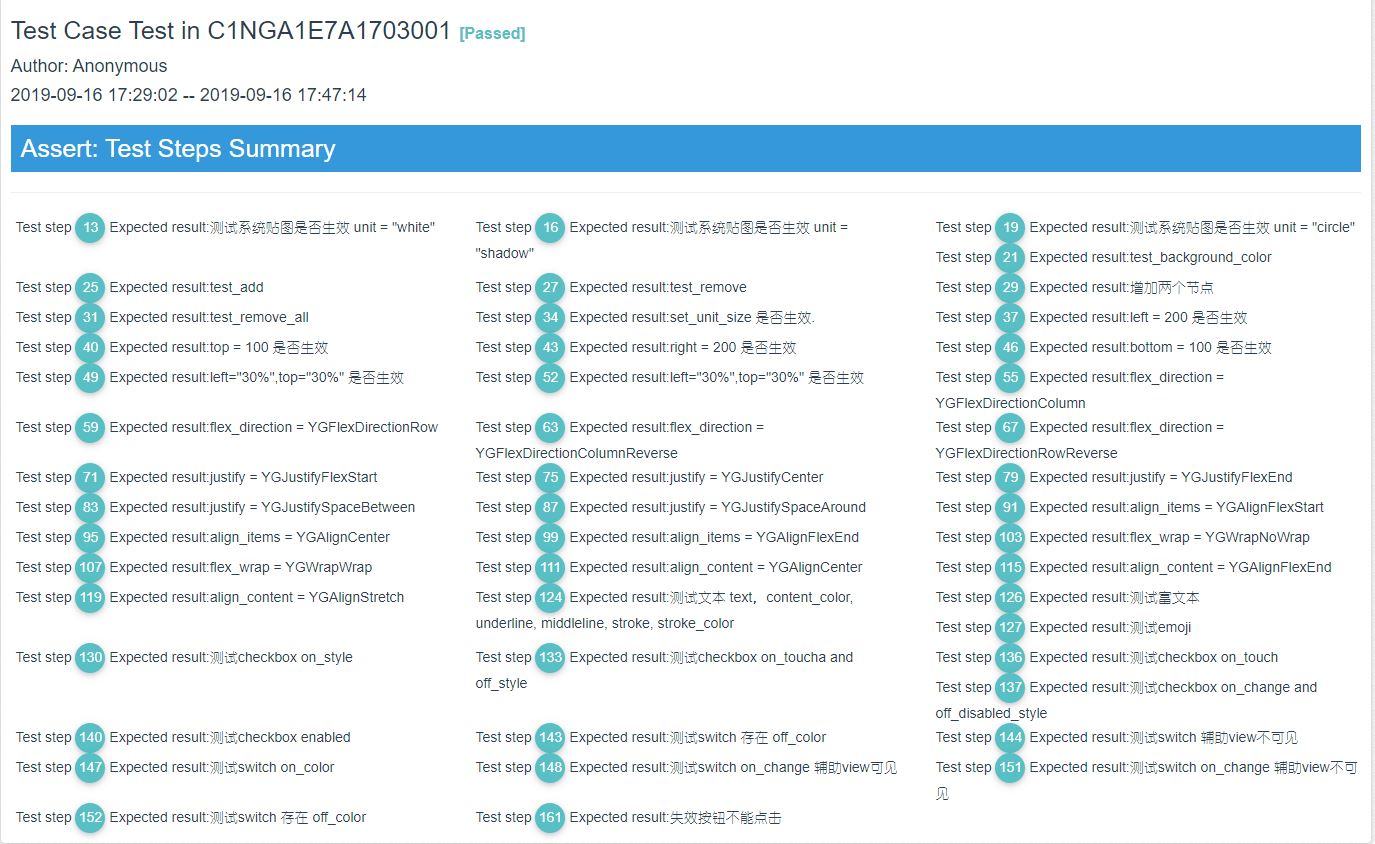 Test Case Test in C1NGA1E7A1703001 [Passed]
Author: Anonymous
2019-09-16 17:29:02 -- 2019-09-16 17:47:14
Assert: Test Steps Summary
Test step 13 Expected result:测试系统贴图是否生效 unit = "white"
Test step 16 Expected result:测试系统贴图是否生效 unit =
"shadow"
Test step 19 Expected result:测试系统贴图是否生效 unit = "circle"
Test step 21 Expected result:test_background_color
Test step 25 Expected result:test_add
Test step 27 Expected result:test_remove
Test step 29 Expected result:增加两个节点
Test step 31 Expected result:test_remove_all
Test step 34 Expected result:set_unit_size 是否生效.
Test step 37 Expected result:left = 200 是否生效
Test step 40 Expected result:top = 100 是否生效
Test step 43 Expected result:right = 200 是否生效
Test step 46 Expected result:bottom = 100 是否生效
Test step 49 Expected result:left="30%",top="30%" 是否生效
Test step 52 Expected result:left="30%",top="30%" 是否生效
Test step 55 Expected result:flex_direction =
YGFlexDirectionColumn
Test step 59 Expected result:flex_direction = YGFlexDirectionRow
Test step 63 Expected result:flex_direction =
YGFlexDirectionColumnReverse
Test step 67 Expected result:flex_direction =
YGFlexDirectionRowReverse
Test step 71 Expected result:justify = YGJustifyFlexStart
Test step 75 Expected result:justify = YGJustifyCenter
Test step 79 Expected result:justify = YGJustifyFlexEnd
Test step 83 Expected result:justify = YGJustifySpaceBetween
Test step 87 Expected result:justify = YGJustifySpaceAround
Test step 91 Expected result:align_items = YGAlignFlexStart
Test step 95 Expected result:align_items = YGAlignCenter
Test step 99 Expected result:align_items = YGAlignFlexEnd
Test step 103 Expected result:flex_wrap = YGWrapNoWrap
Test step 107 Expected result:flex_wrap = YGWrapWrap
Test step 111 Expected result:align_content = YGAlignCenter
Test step 115 Expected result:align_content = YGAlignFlexEnd
Test step 119 Expected result:align_content = YGAlignStretch
Test step 124 Expected result:测试文本 text，content_color,
underline, middleline, stroke, stroke_color
Test step 126 Expected result:测试富文本
Test step 127 Expected result:测试emoji
Test step 130 Expected result:测试checkbox on_style
Test step 133 Expected result:测试checkbox on_toucha and
off_style
Test step 136 Expected result:测试checkbox on_touch
Test step 137 Expected result:测试checkbox on_change and
off_disabled_style
Test step 140 Expected result:测试checkbox enabled
Test step 143 Expected result:测试switch 存在 off_color
Test step 144 Expected result:测试switch 辅助view不可见
Test step 147 Expected result:测试switch on_color
Test step 148 Expected result:测试switch on_change 辅助view可见
Test step 151 Expected result:测试switch on_change 辅助view不可
见
Test step 152 Expected result:测试switch 存在 off_color
Test step 161 Expected result:失效按钮不能点击